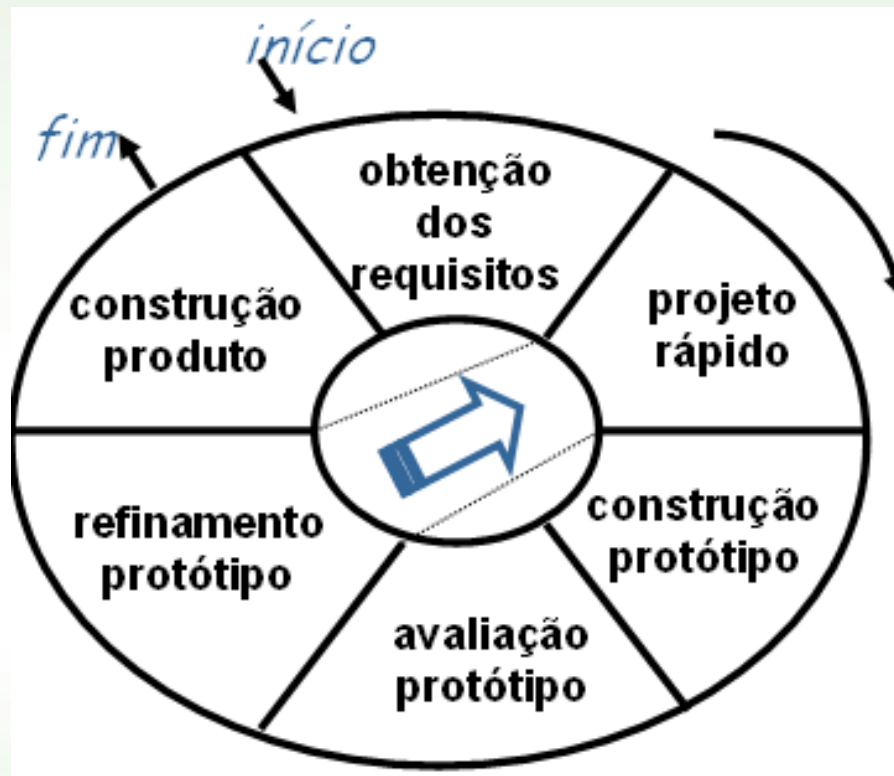 início
fim
obtenção
dos
requisitos
projeto
rápido
construção
protótipo
avaliação
protótipo
refinamento
protótipo
construção
produto